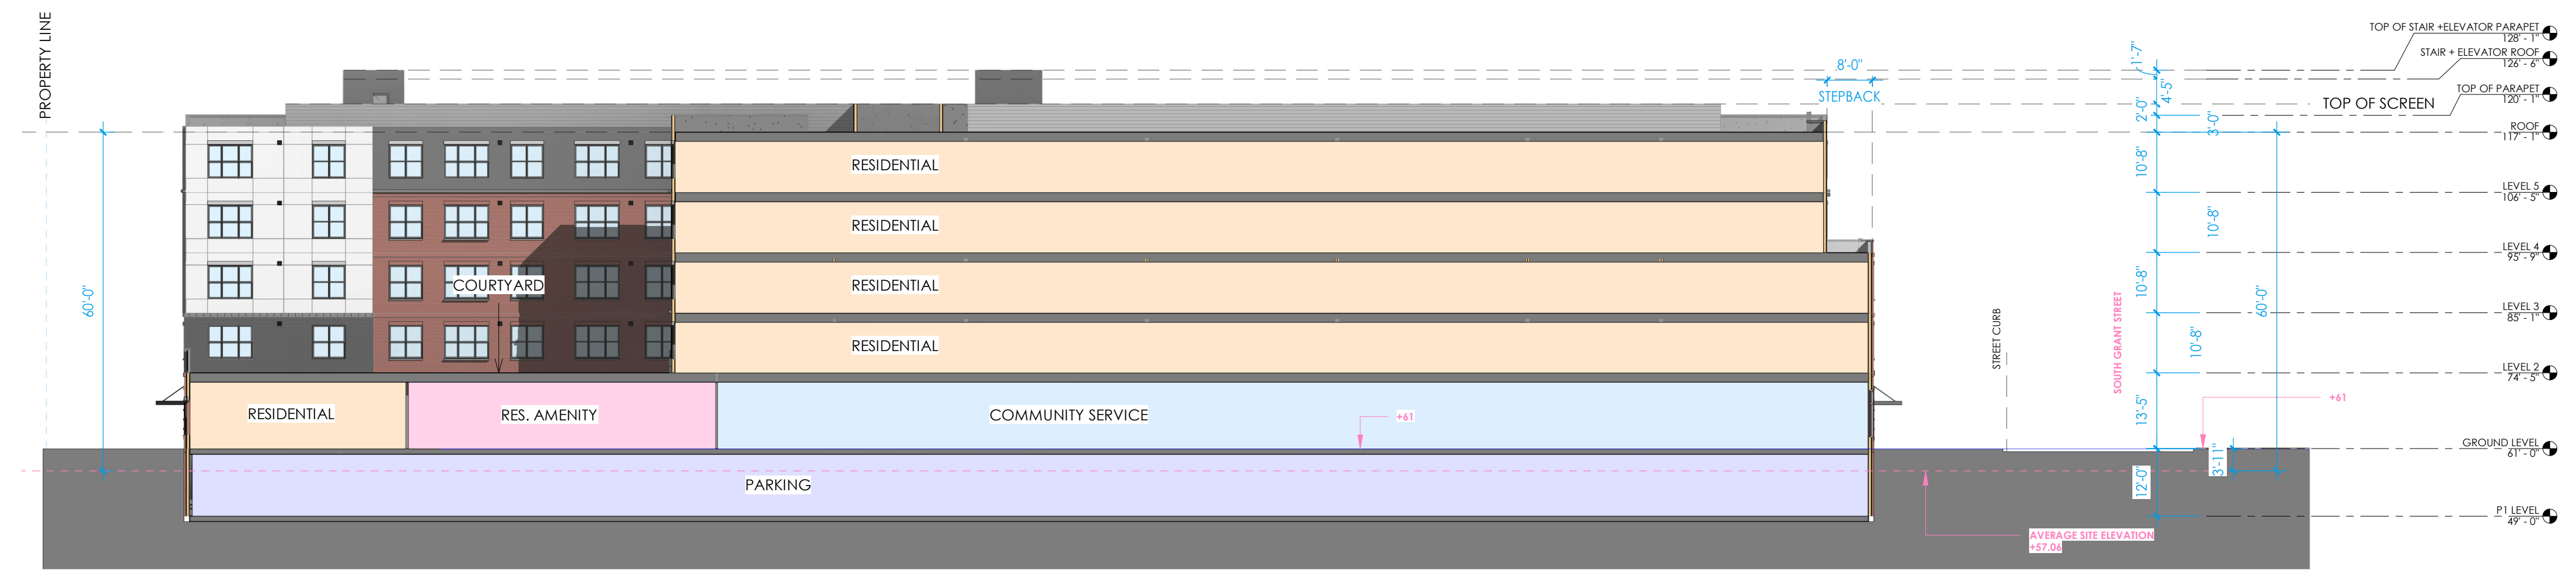 PROPERTY LINE
TOP OF STAIR +ELEVATOR PARAPET
128' - 1"
STAIR + ELEVATOR ROOF
126' - 6"
TOP OF PARAPET
120' - 1"
TOP OF SCREEN
ROOF
117' - 1"
LEVEL 5
106' - 5"
LEVEL 4
95' - 9"
LEVEL 3
85' - 1"
LEVEL 2
74' - 5"
GROUND LEVEL
61' - 0"
P1 LEVEL
49' - 0"
8'-0"
STEPBACK
1'-7"
4'-5"
2'-0"
3'-0"
10'-8"
10'-8"
10'-8"
10'-8"
13'-5"
12'-0"
3'-11"
60'-0"
60'-0"
RESIDENTIAL
RESIDENTIAL
RESIDENTIAL
RESIDENTIAL
COURTYARD
RESIDENTIAL
RES. AMENITY
COMMUNITY SERVICE
PARKING
+61
STREET CURB
SOUTH GRANT STREET
+61
AVERAGE SITE ELEVATION
+57.06